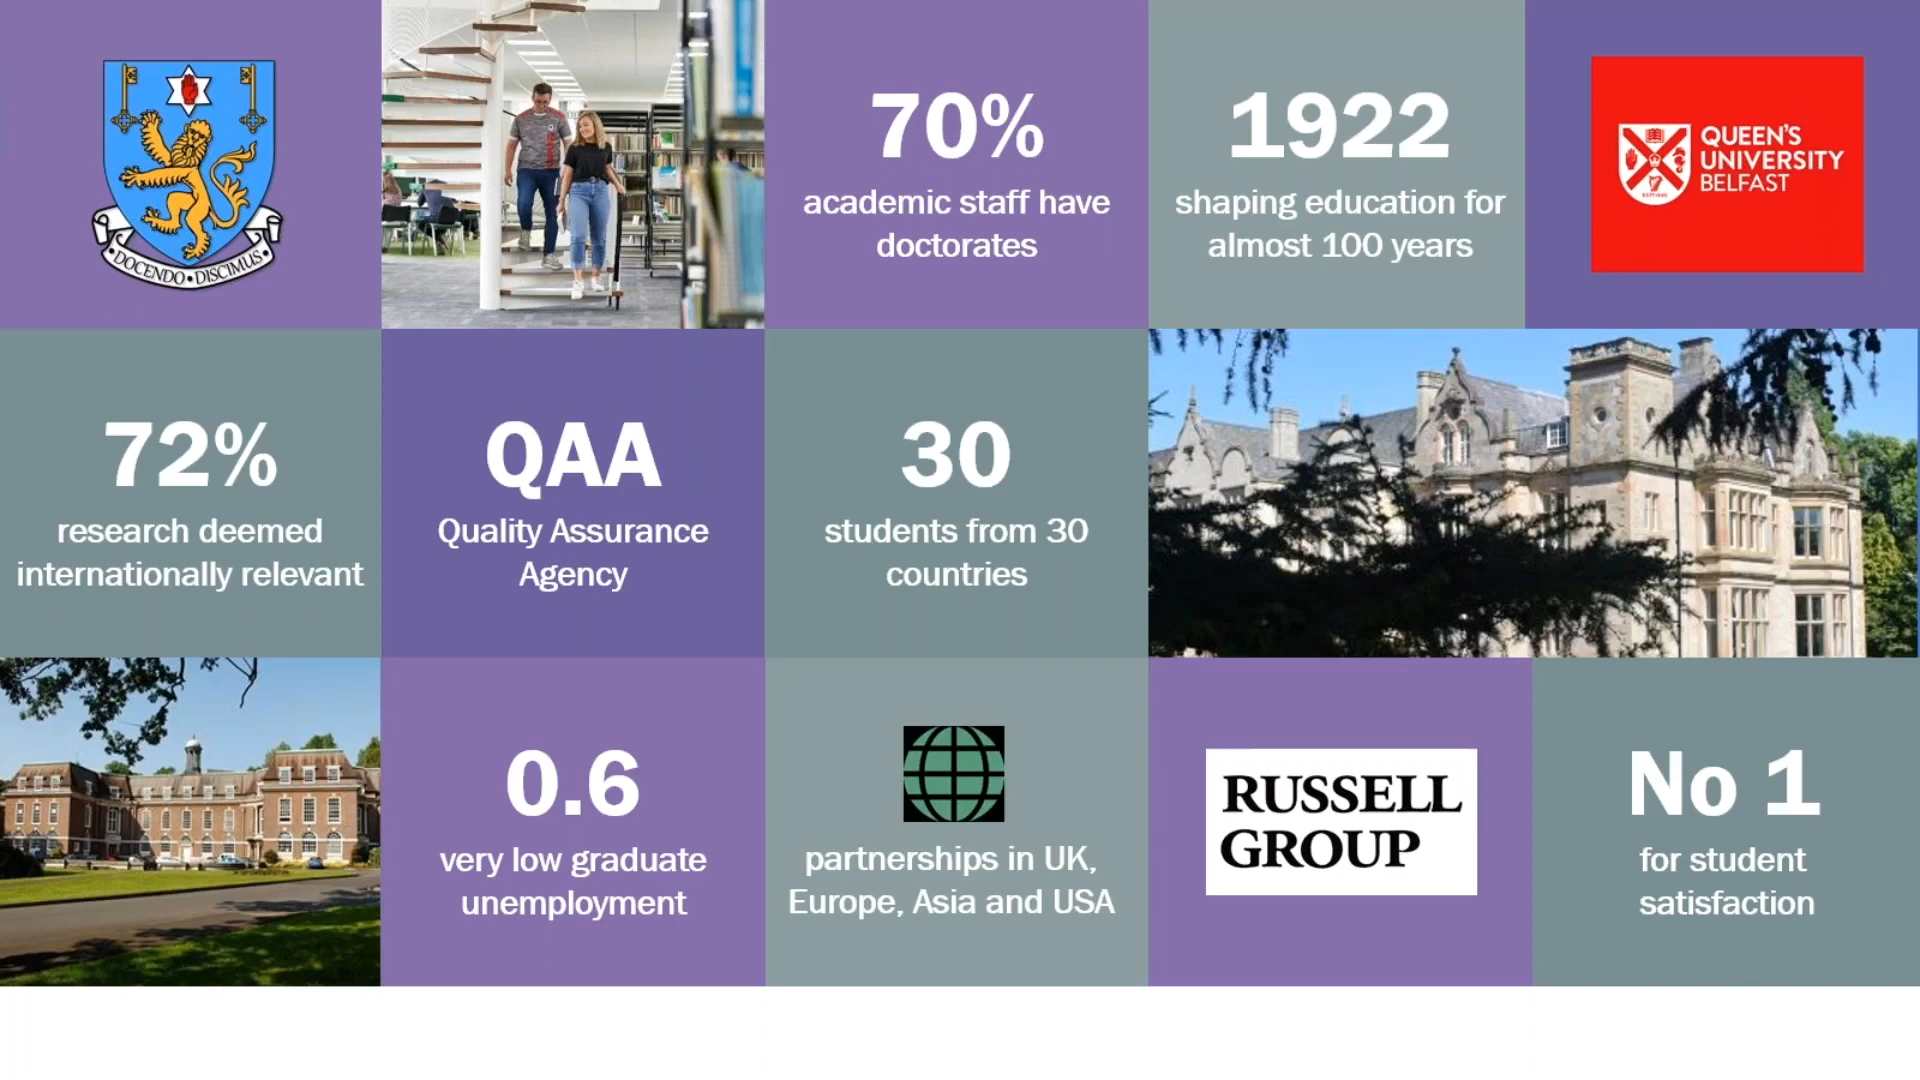 DOCENDO•DISCIMUS
70%
academic staff have
doctorates
1922
shaping education for
almost 100 years
QUEEN'S
UNIVERSITY
BELFAST
72%
research deemed
internationally relevant
QAA
Quality Assurance
Agency
30
students from 30
countries
0.6
very low graduate
unemployment
partnerships in UK,
Europe, Asia and USA
RUSSELL
GROUP
No 1
for student
satisfaction